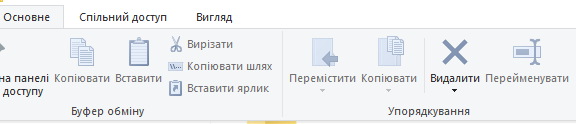 Основне Спільний доступ Вигляд
Вирізати
Копіювати шлях
Вставити ярлик
на панелі
доступу
Копіювати Вставити
Перемістити Копіювати Видалити Перейменувати
Буфер обміну Упорядкування